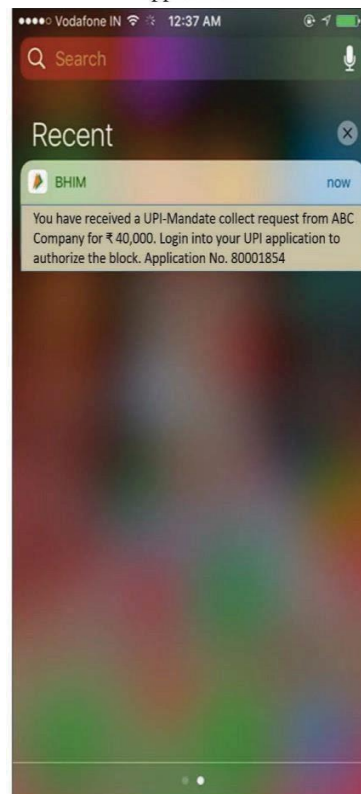 Vodafone IN 12:37 AM
Search
Recent
BHIM now
You have received a UPI-Mandate collect request from ABC
Company for ₹ 40,000. Login into your UPI application to
authorize the block. Application No. 80001854